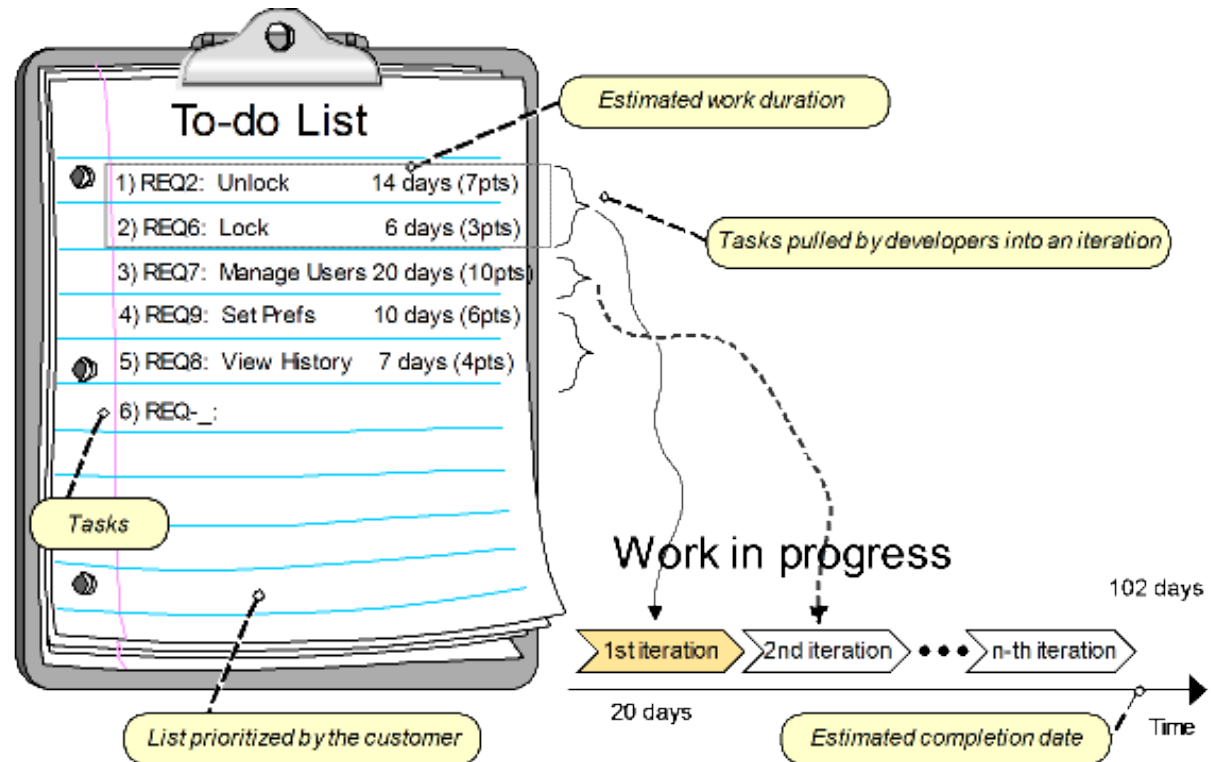 To-do List
Estimated work duration
1) REQ2: Unlock 14 days (7pts)
2) REQ6: Lock 6 days (3pts)
Tasks pulled by developers into an iteration
3) REQ7: Manage Users 20 days (10pts)
4) REQ9: Set Prefs 10 days (6pts)
5) REQ8: View History 7 days (4pts)
6) REQ-_:
Tasks
Work in progress
102 days
1st iteration
2nd iteration
•••
n-th iteration
20 days
Time
List prioritized by the customer
Estimated completion date